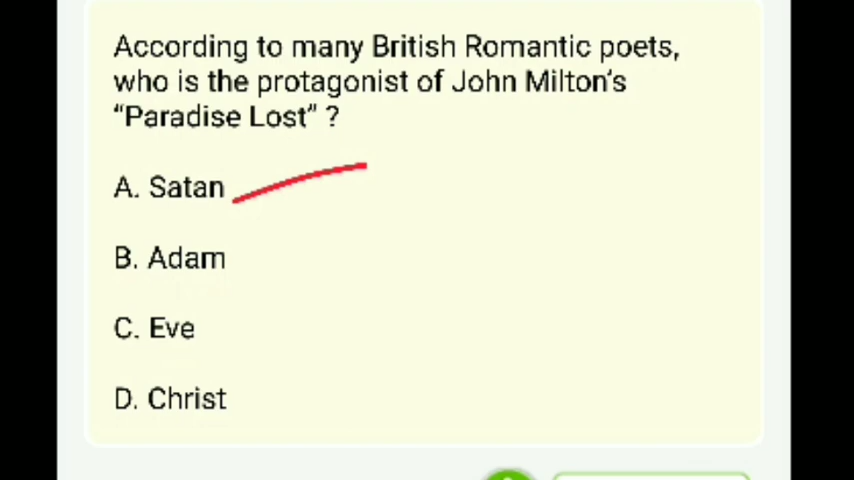 According to many British Romantic poets,
who is the protagonist of John Milton's
“Paradise Lost” ?
A. Satan
B. Adam
C. Eve
D. Christ